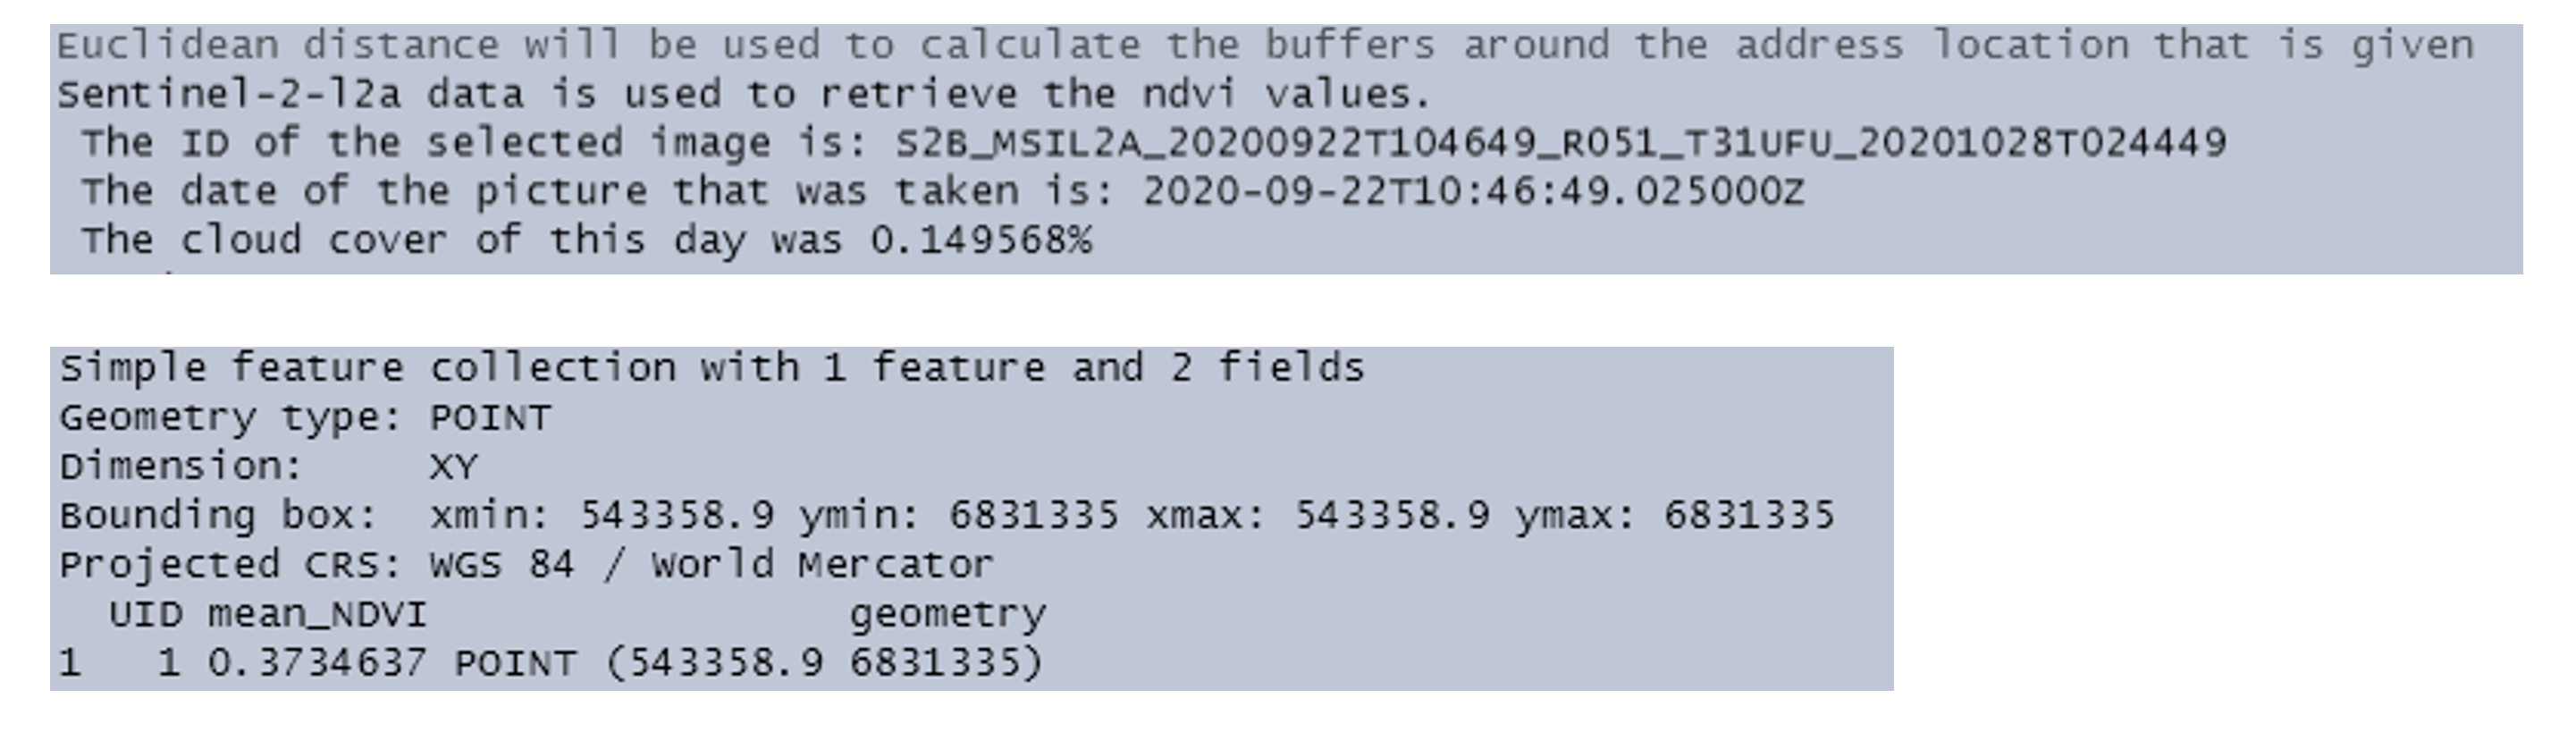 Euclidean distance will be used to calculate the buffers around the address location that is given
Sentinel-2-l2a data is used to retrieve the ndvi values.
The ID of the selected image is: S2B_MSIL2A_20200922T104649_R051_T31UFU_20201028T024449
The date of the picture that was taken is: 2020-09-22T10:46:49.025000Z
The cloud cover of this day was 0.149568%
Simple feature collection with 1 feature and 2 fields
Geometry type: POINT
Dimension:     XY
Bounding box:  xmin: 543358.9 ymin: 6831335 xmax: 543358.9 ymax: 6831335
Projected CRS: WGS 84 / World Mercator
  UID mean_NDVI                 geometry
1   1 0.3734637 POINT (543358.9 6831335)